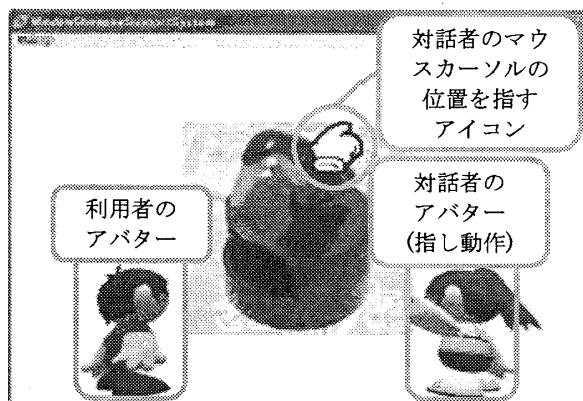 対話者のマウ
スカーソルの
位置を指す
アイコン
利用者の
アバター
対話者の
アバター
(指し動作)